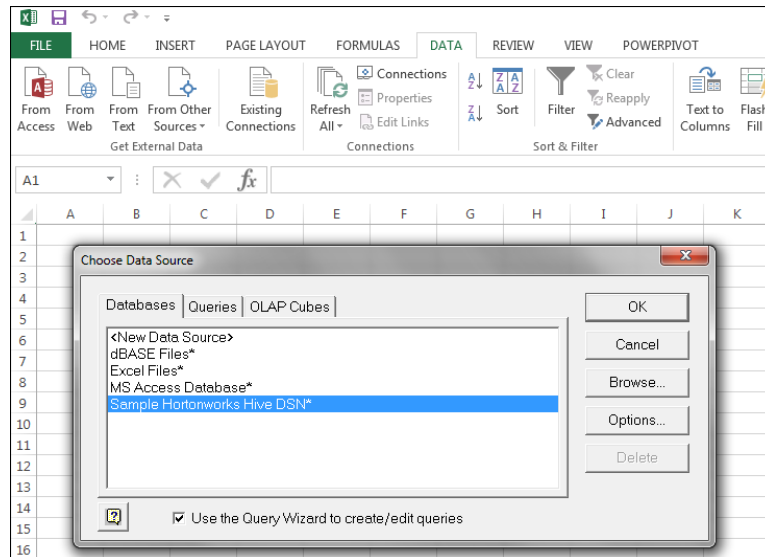 FILE HOME INSERT PAGE LAYOUT FORMULAS DATA REVIEW VIEW POWERPIVOT
From Access
From Web
From Text
From Other Sources
Get External Data
Existing Connections
Refresh All
Connections
Properties
Edit Links
Connections
Sort
Filter
Clear
Reapply
Advanced
Sort & Filter
Text to Columns
Flash Fill
A1 fx
A B C D E F G H I J K
1
2
3
4
5
6
7
8
9
10
11
12
13
14
15
16
Choose Data Source
Databases Queries OLAP Cubes
<New Data Source>
dBASE Files*
Excel Files*
MS Access Database*
Sample Hortonworks Hive DSN*
Use the Query Wizard to create/edit queries
OK
Cancel
Browse...
Options...
Delete